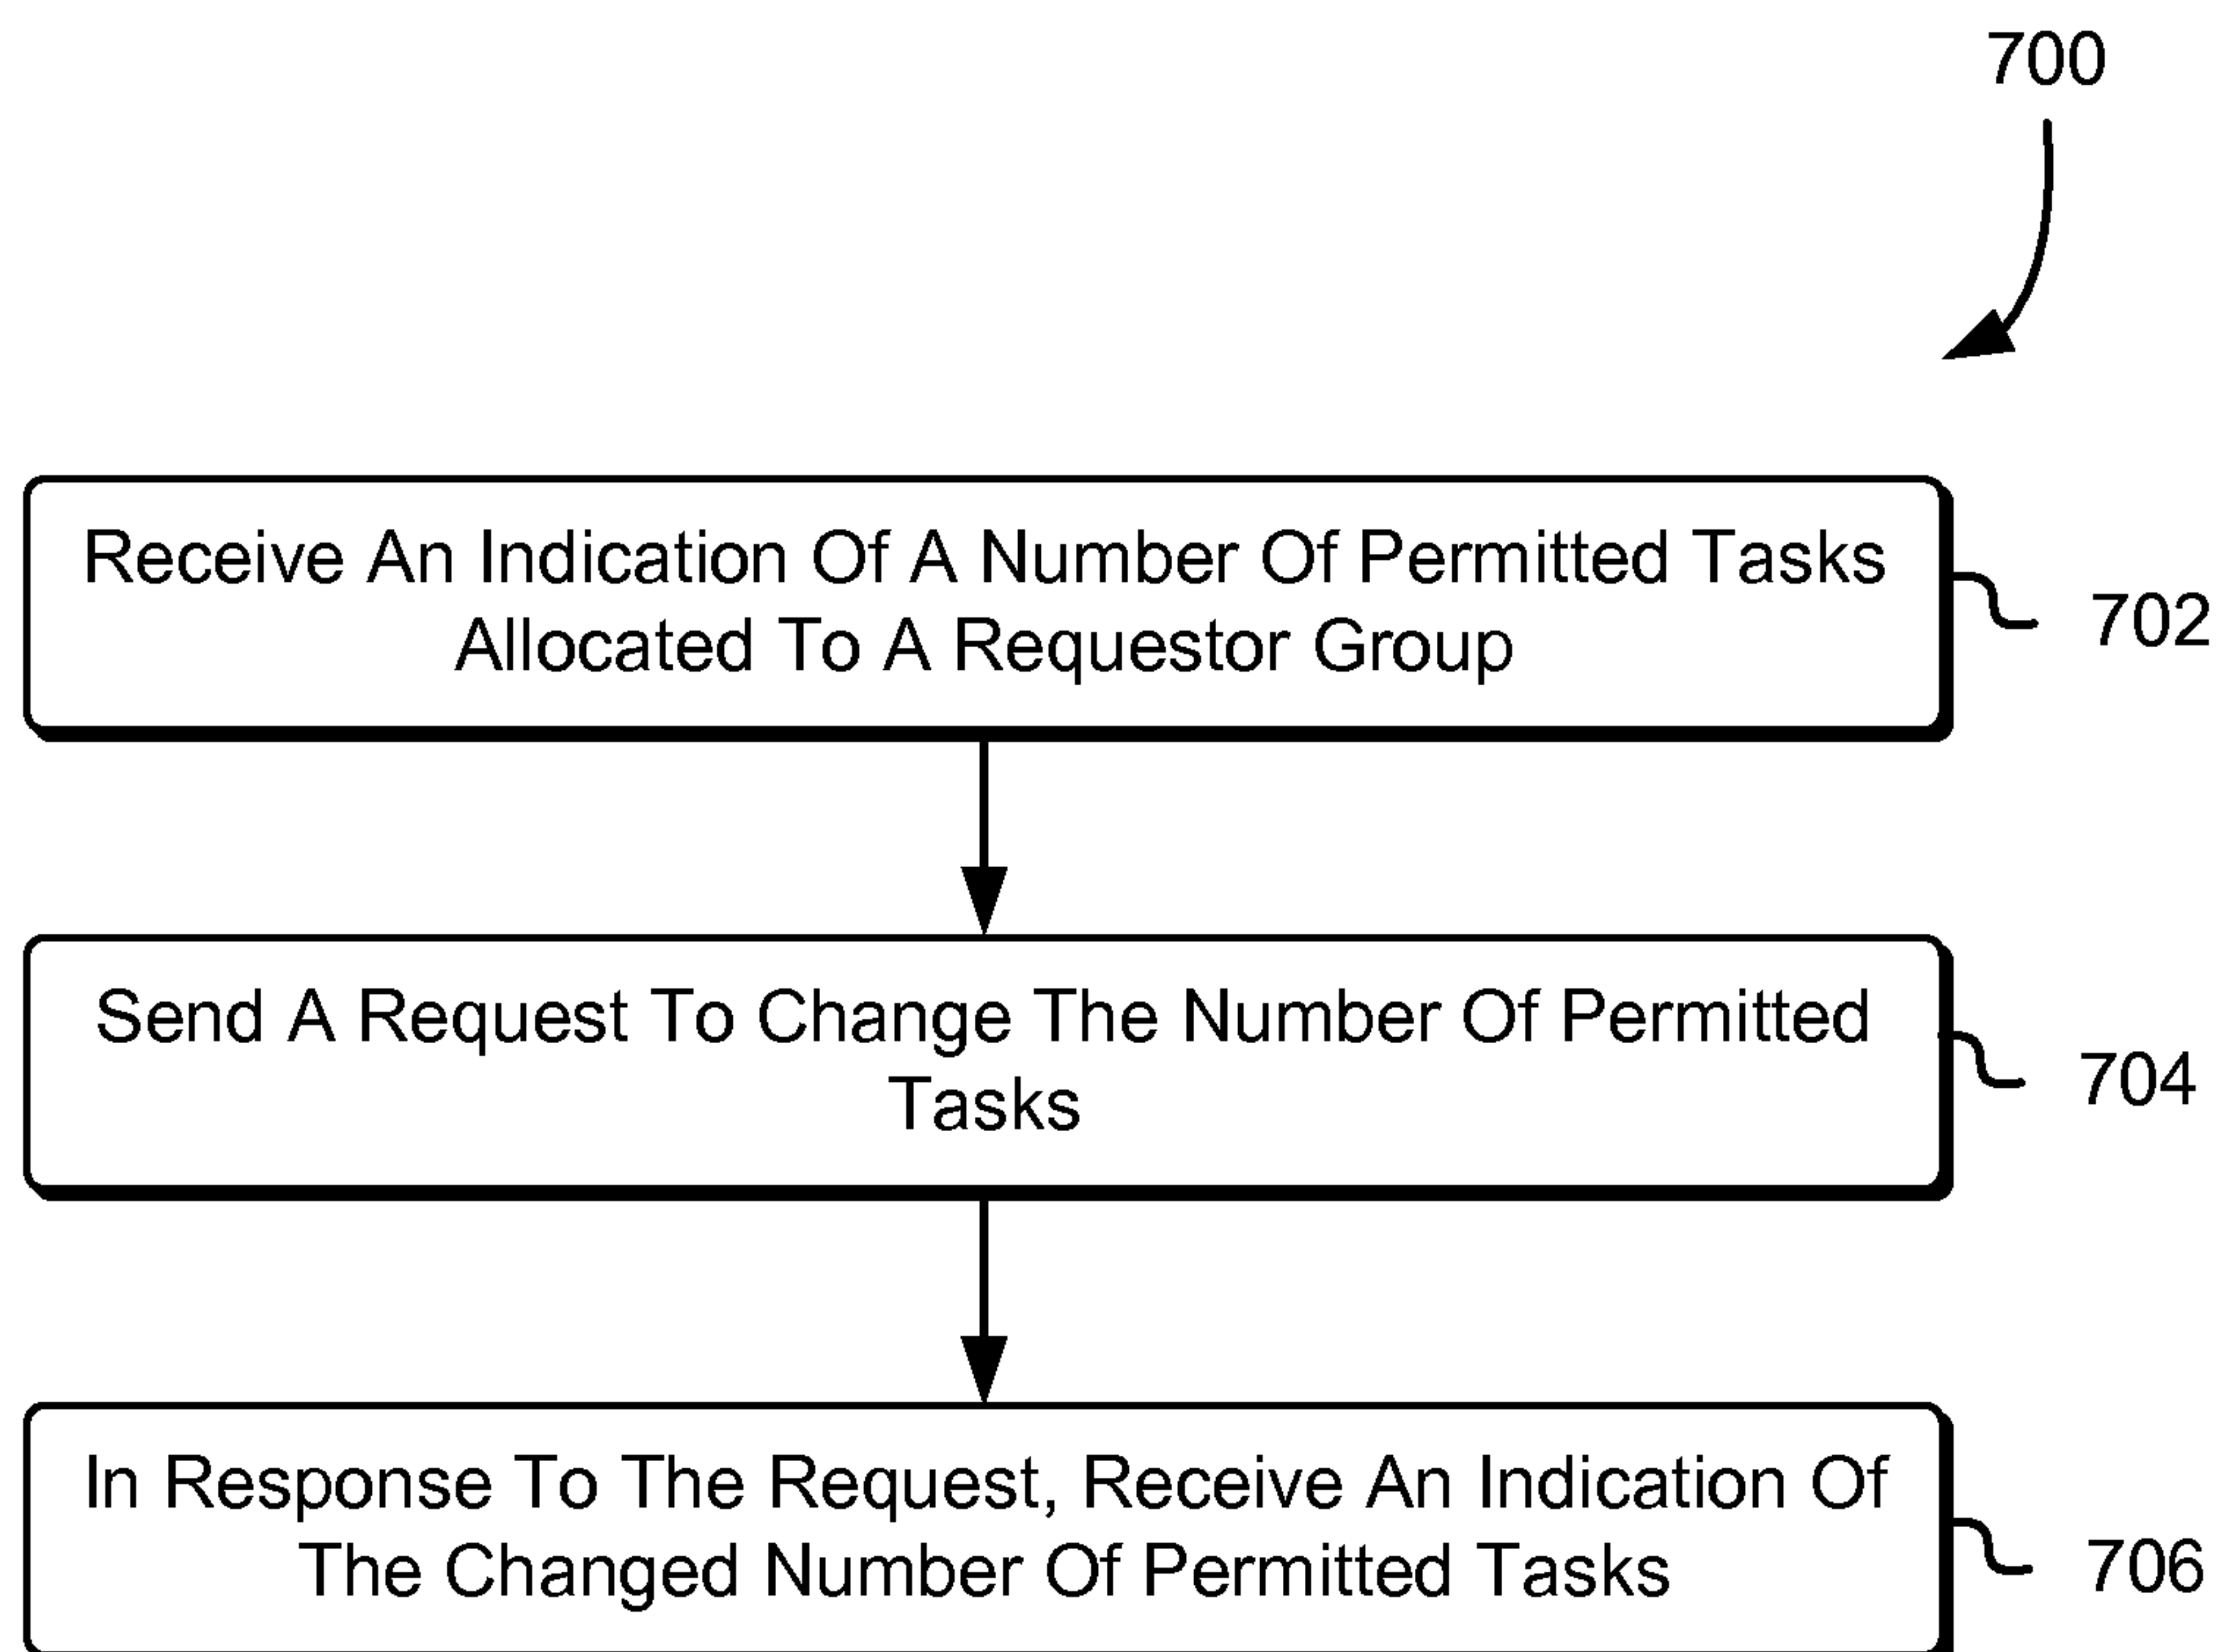 700
Receive An Indication Of A Number Of Permitted Tasks
Allocated To A Requestor Group
702
Send A Request To Change The Number Of Permitted
Tasks
704
In Response To The Request, Receive An Indication Of
The Changed Number Of Permitted Tasks
706